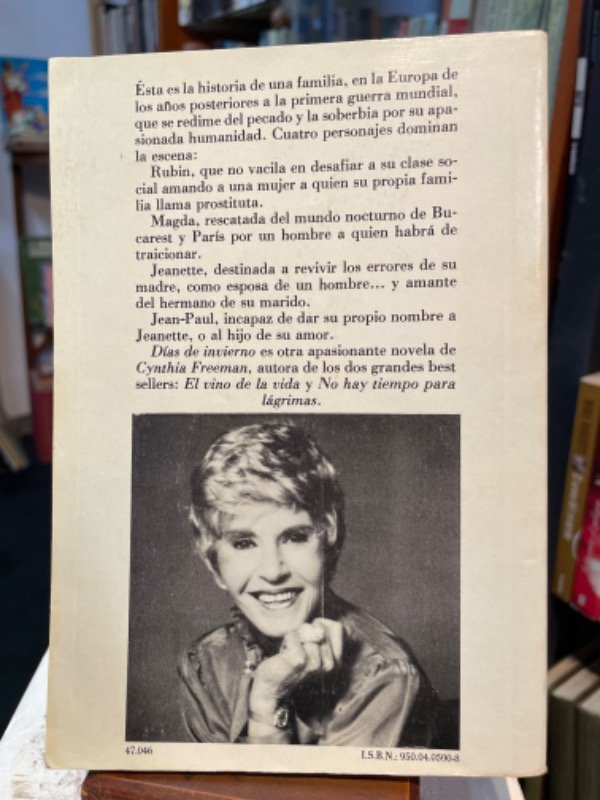 Ésta es la historia de una familia, en la Europa de
los años posteriores a la primera guerra mundial,
que se redime del pecado y la soberbia por su apa-
sionada humanidad. Cuatro personajes dominan
la escena:
Rubin, que no vacila en desafiar a su clase so-
cial amando a una mujer a quien su propia fami-
lia llama prostituta.
Magda, rescatada del mundo nocturno de Bu-
carest y París por un hombre a quien habrá de
traicionar.
Jeanette, destinada a revivir los errores de su
madre, como esposa de un hombre... y amante
del hermano de su marido.
Jean-Paul, incapaz de dar su propio nombre a
Jeanette, o al hijo de su amor.
Días de invierno es otra apasionante novela de
Cynthia Freeman, autora de los dos grandes best
sellers: El vino de la vida y No hay tiempo para
lágrimas.
47.046
I.S.B.N.: 950.04.0500-8